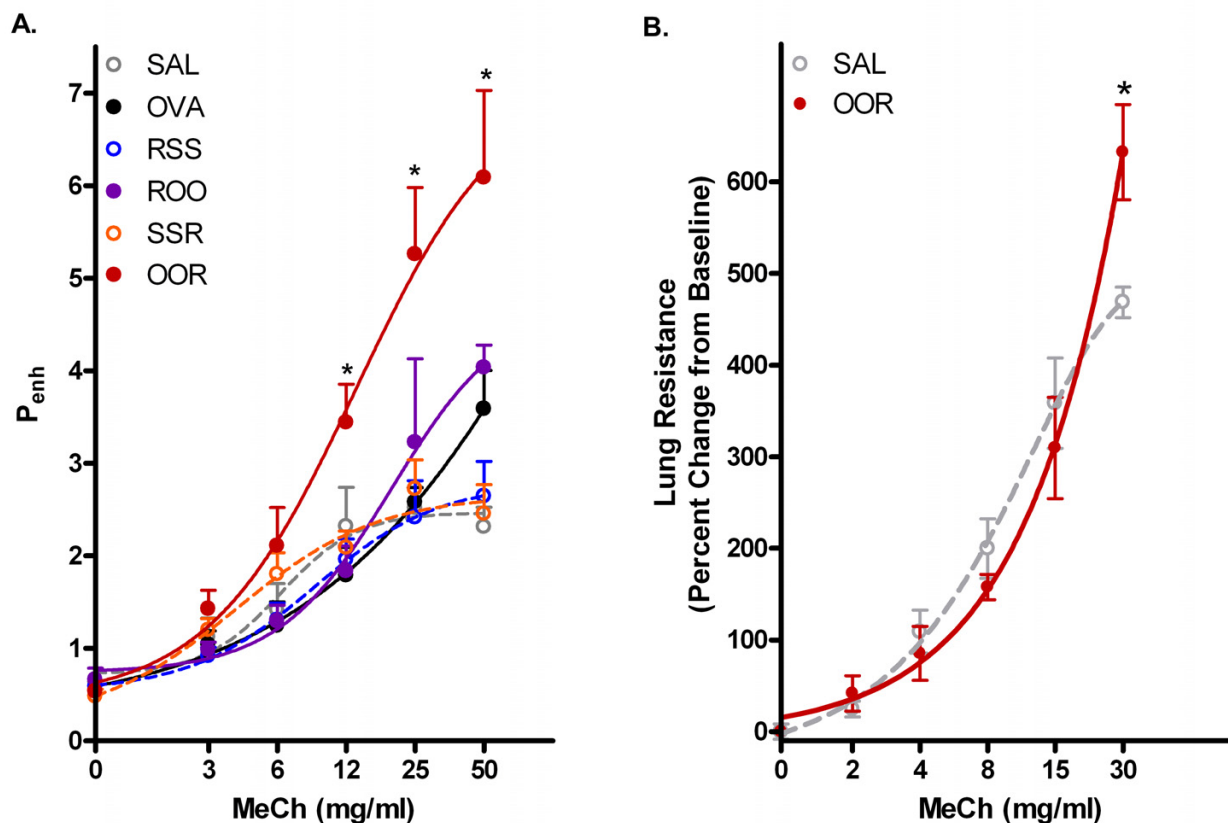 A.
SAL
OVA
RSS
ROO
SSR
OOR
*
*
*
7
6
5
4
3
2
1
0
P_enh
0 3 6 12 25 50
MeCh (mg/ml)
B.
SAL
OOR
*
600
500
400
300
200
100
0
Lung Resistance
(Percent Change from Baseline)
0 2 4 8 15 30
MeCh (mg/ml)